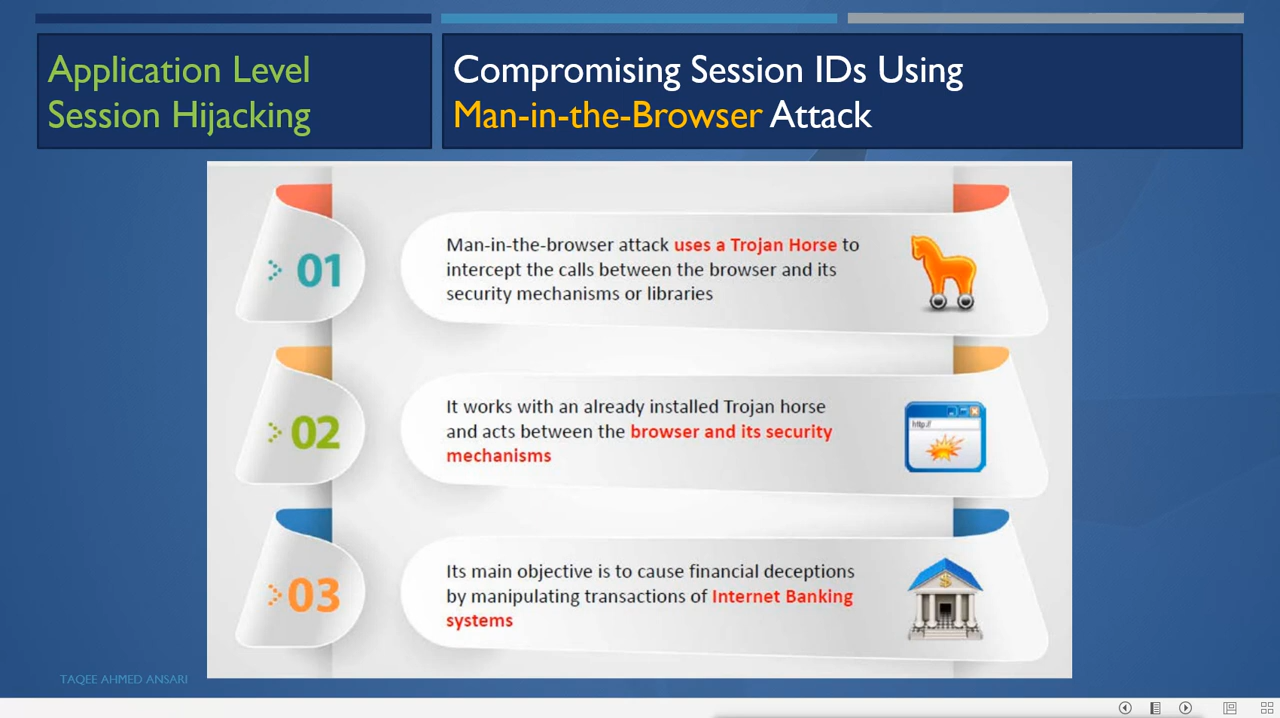 Application Level
Session Hijacking
Compromising Session IDs Using
Man-in-the-Browser Attack
01
Man-in-the-browser attack uses a Trojan Horse to
intercept the calls between the browser and its
security mechanisms or libraries
02
It works with an already installed Trojan horse
and acts between the browser and its security
mechanisms
http://
03
Its main objective is to cause financial deceptions
by manipulating transactions of Internet Banking
systems
$
TAQEE AHMED ANSARI